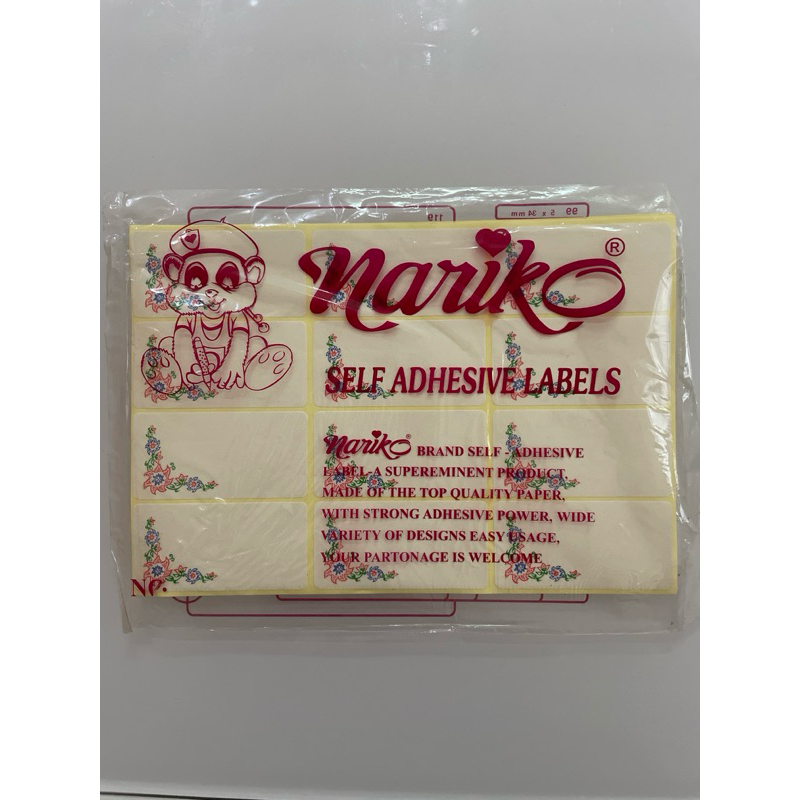 nariko ®
SELF ADHESIVE LABELS
nariko ® BRAND SELF - ADHESIVE
LABEL-A SUPEREMINENT PRODUCT,
MADE OF THE TOP QUALITY PAPER,
WITH STRONG ADHESIVE POWER, WIDE
VARIETY OF DESIGNS EASY USAGE,
YOUR PARTONAGE IS WELCOME
No.